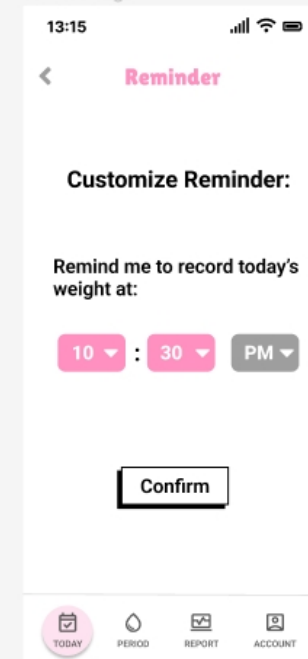 13:15
Reminder
Customize Reminder:
Remind me to record today's
weight at:
10 : 30 PM
Confirm
TODAY PERIOD REPORT ACCOUNT